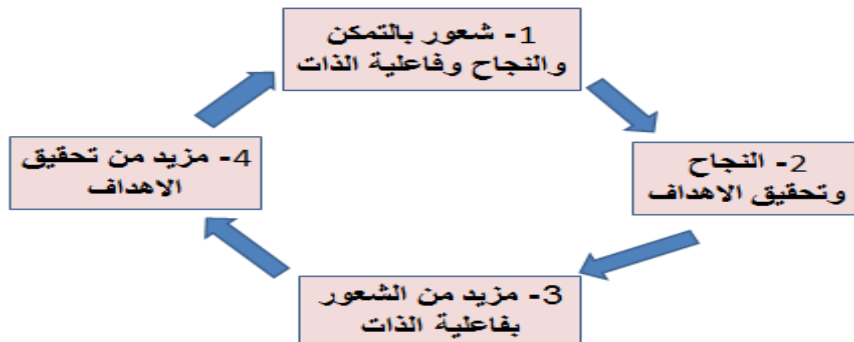 1- شعور بالتمكن
والنجاح وفاعلية الذات
2- النجاح
وتحقيق الاهداف
3- مزيد من الشعور
بفاعلية الذات
4- مزيد من تحقيق
الاهداف